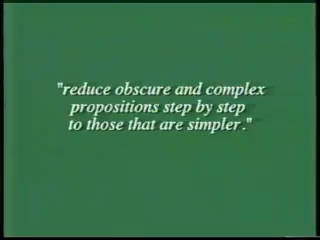 "reduce obscure and complex
propositions step by step
to those that are simpler."